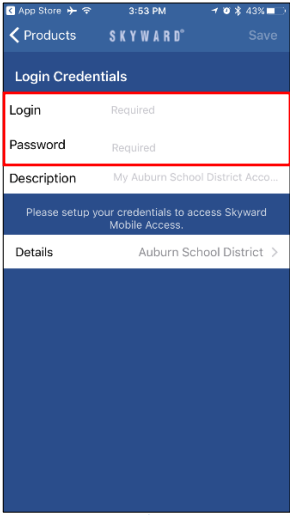 App Store 3:53 PM 43%
Products SKYWARD® Save
Login Credentials
Login Required
Password Required
Description My Auburn School District Acco...
Please setup your credentials to access Skyward
Mobile Access.
Details Auburn School District